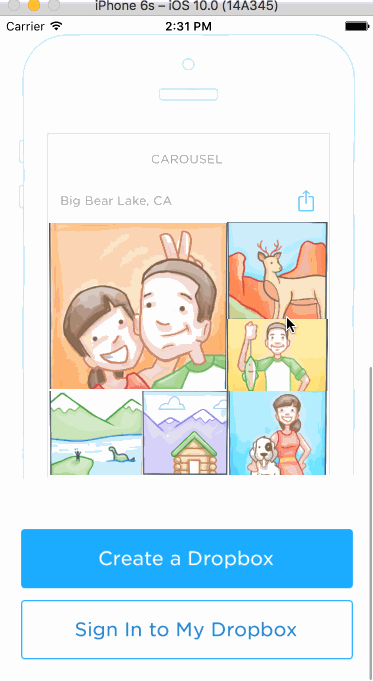 iPhone 6s – iOS 10.0 (14A345)
Carrier 2:31 PM
CAROUSEL
Big Bear Lake, CA
Create a Dropbox
Sign In to My Dropbox